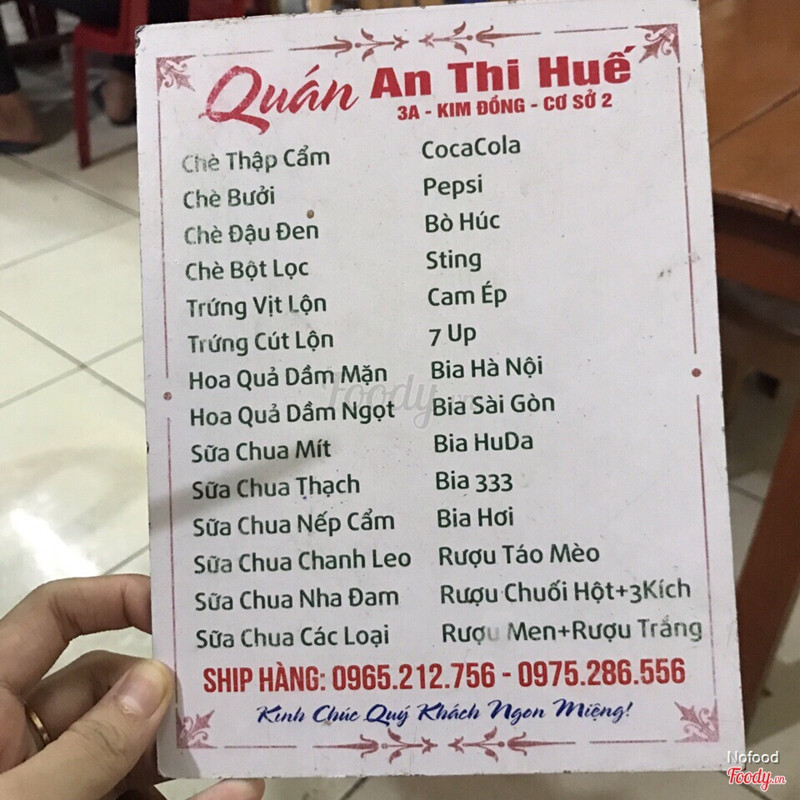 Quán An Thi Huế
3A - KIM ĐỒNG - CƠ SỞ 2
Chè Thập Cẩm
Chè Bưởi
Chè Đậu Đen
Chè Bột Lọc
Trứng Vịt Lộn
Trứng Cút Lộn
Hoa Quả Dầm Mặn
Hoa Quả Dầm Ngọt
Sữa Chua Mít
Sữa Chua Thạch
Sữa Chua Nếp Cẩm
Sữa Chua Chanh Leo
Sữa Chua Nha Đam
Sữa Chua Các Loại
CocaCola
Pepsi
Bò Húc
Sting
Cam Ép
7 Up
Bia Hà Nội
Bia Sài Gòn
Bia HuDa
Bia 333
Bia Hơi
Rượu Táo Mèo
Rượu Chuối Hột+3Kích
Rượu Men+Rượu Trắng
SHIP HÀNG: 0965.212.756 - 0975.286.556
Kính Chúc Quý Khách Ngon Miệng!
Foody.vn
Nofood
Foody.vn